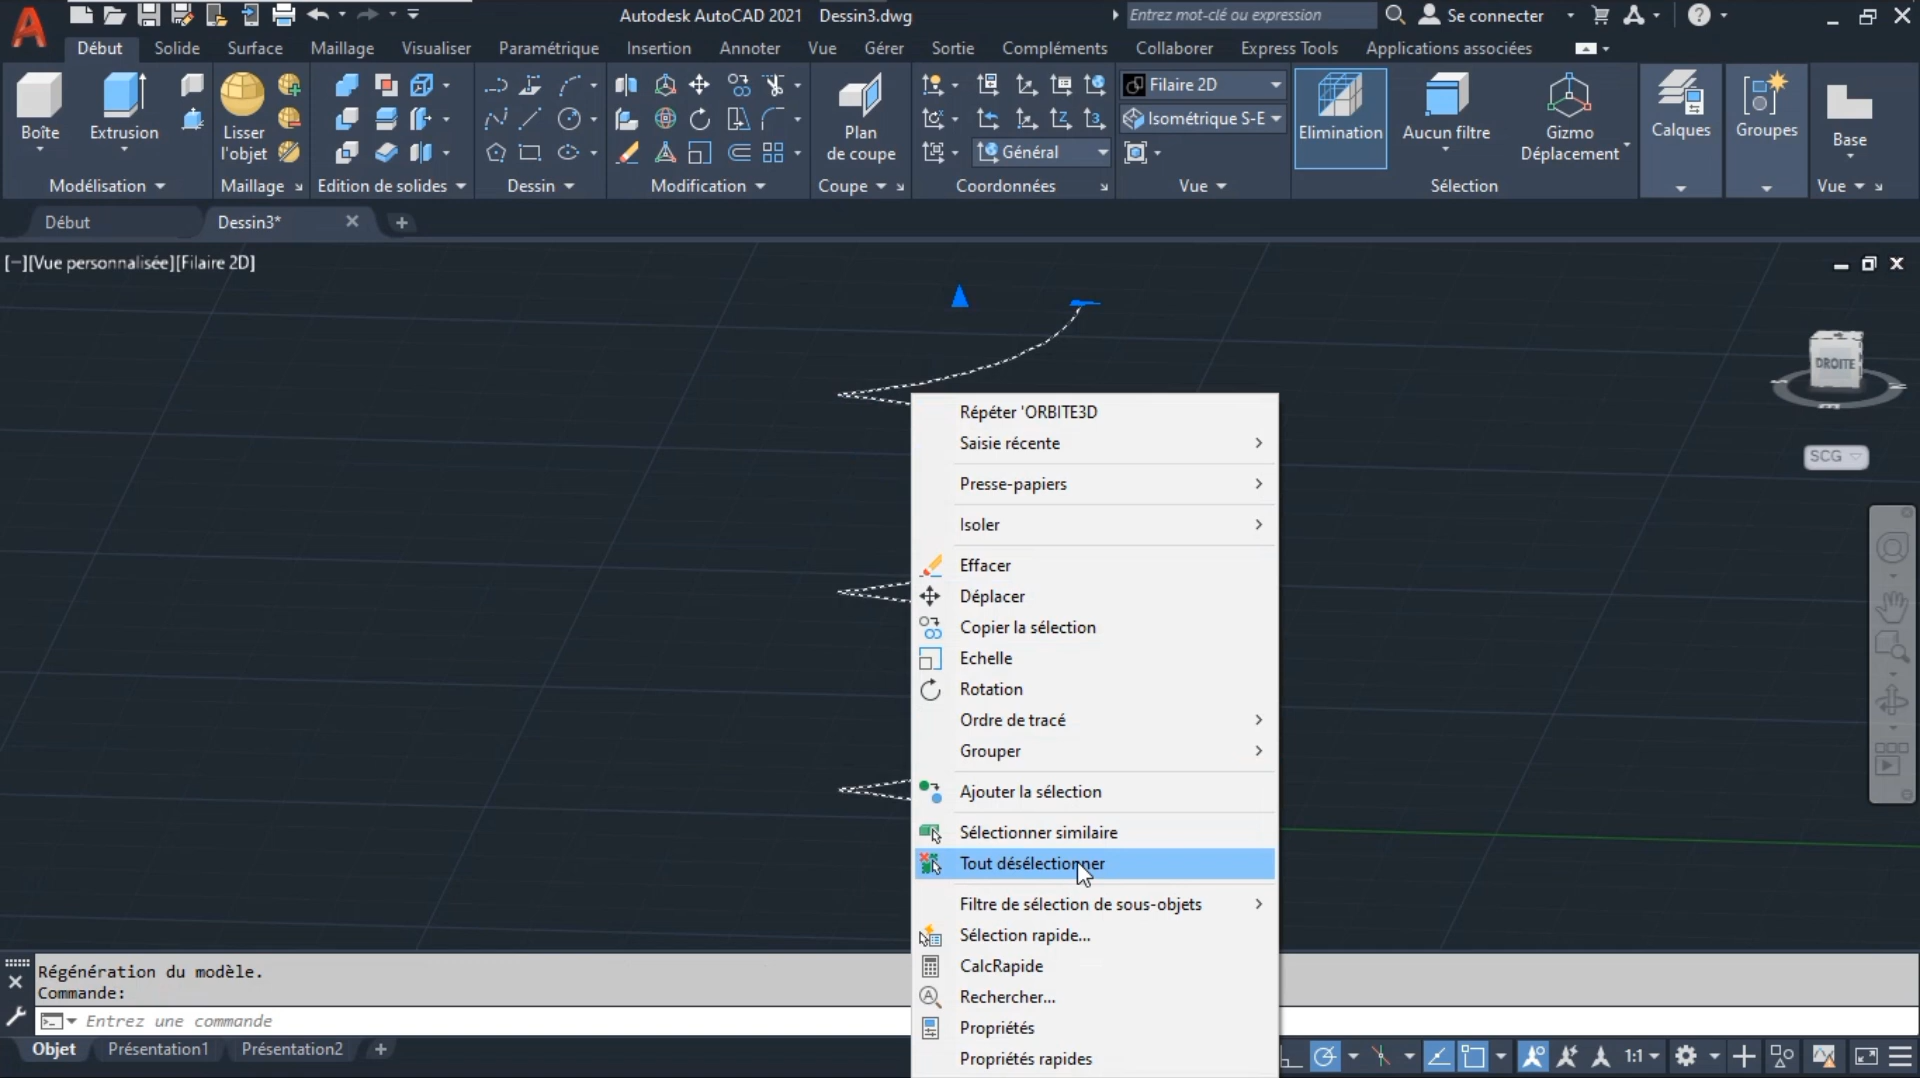 Autodesk AutoCAD 2021 Dessin3.dwg
Entrez mot-clé ou expression
Se connecter
Début Solide Surface Maillage Visualiser Paramétrique Insertion Annoter Vue Gérer Sortie Compléments Collaborer Express Tools Applications associées
Boîte
Extrusion
Lisser
l'objet
Plan
de coupe
Général
Filaire 2D
Isométrique S-E
Elimination
Aucun filtre
Gizmo
Déplacement
Calques
Groupes
Base
Modélisation Maillage Edition de solides Dessin Modification Coupe Coordonnées Vue Sélection Vue
Début Dessin3*
[−][Vue personnalisée][Filaire 2D]
DROITE
SCG
Répéter 'ORBITE3D
Saisie récente
Presse-papiers
Isoler
Effacer
Déplacer
Copier la sélection
Echelle
Rotation
Ordre de tracé
Grouper
Ajouter la sélection
Sélectionner similaire
Tout désélectionner
Filtre de sélection de sous-objets
Sélection rapide...
CalcRapide
Rechercher...
Propriétés
Propriétés rapides
Régénération du modèle.
Commande:
Entrez une commande
Objet Présentation1 Présentation2
1:1